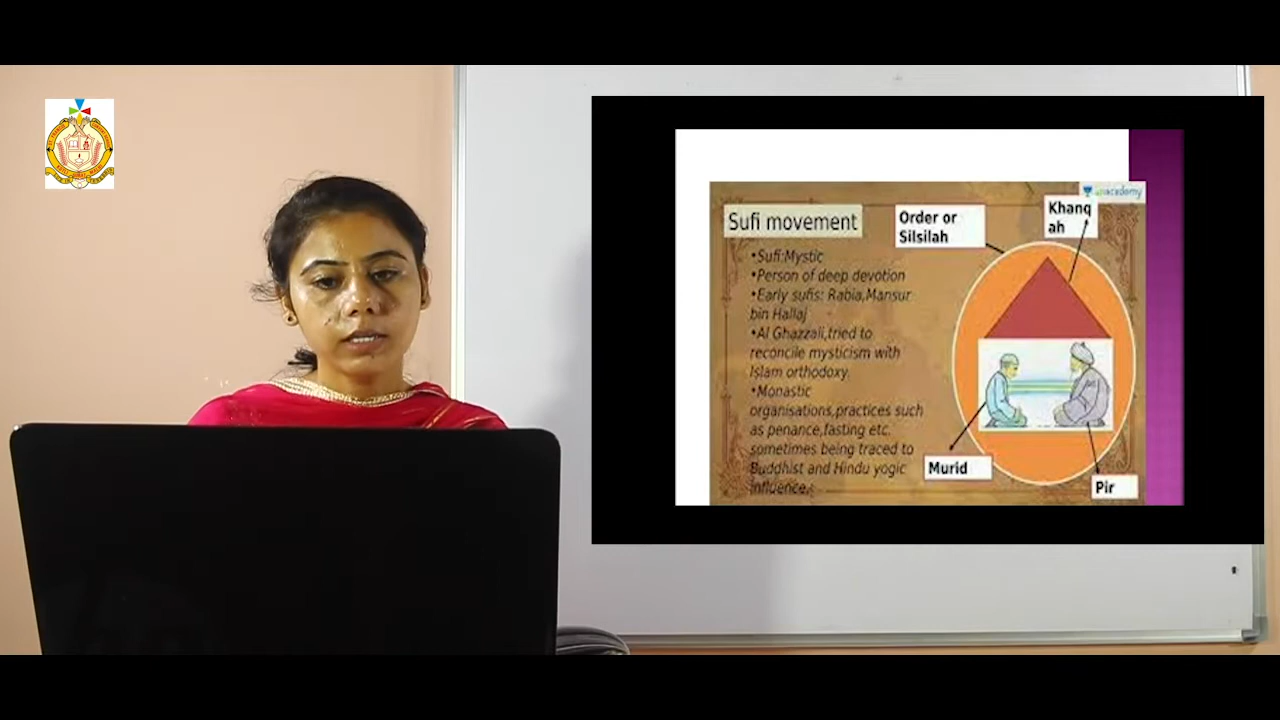 unacademy
Sufi movement
Order or
Silsilah
Khanq
ah
•Sufi:Mystic
•Person of deep devotion
•Early sufis: Rabia,Mansur
bin Hallaj
•Al Ghazzali,tried to
reconcile mysticism with
Islam orthodoxy.
•Monastic
organisations,practices such
as penance,fasting etc.
sometimes being traced to
Buddhist and Hindu yogic
influence.
Murid
Pir